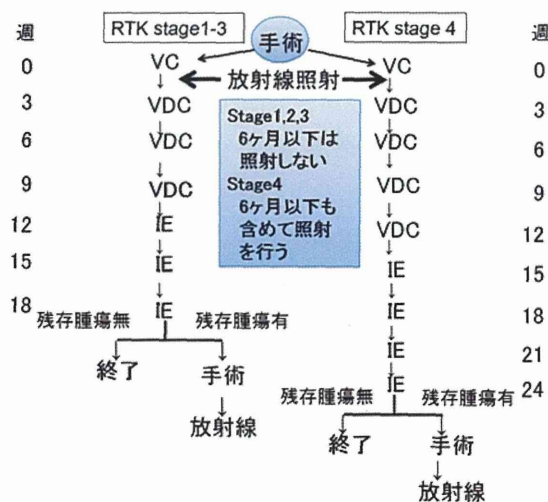 週
RTK stage1-3
手術
RTK stage 4
週
0
VC
VC
0
放射線照射
3
VDC
VDC
3
6
VDC
VDC
6
9
VDC
VDC
9
12
IE
VDC
12
15
IE
IE
15
18
IE
IE
18
IE
21
IE
24
Stage1,2,3
6ヶ月以下は
照射しない
Stage4
6ヶ月以下も
含めて照射
を行う
残存腫瘍無
残存腫瘍有
終了
手術
放射線
残存腫瘍無
残存腫瘍有
終了
手術
放射線